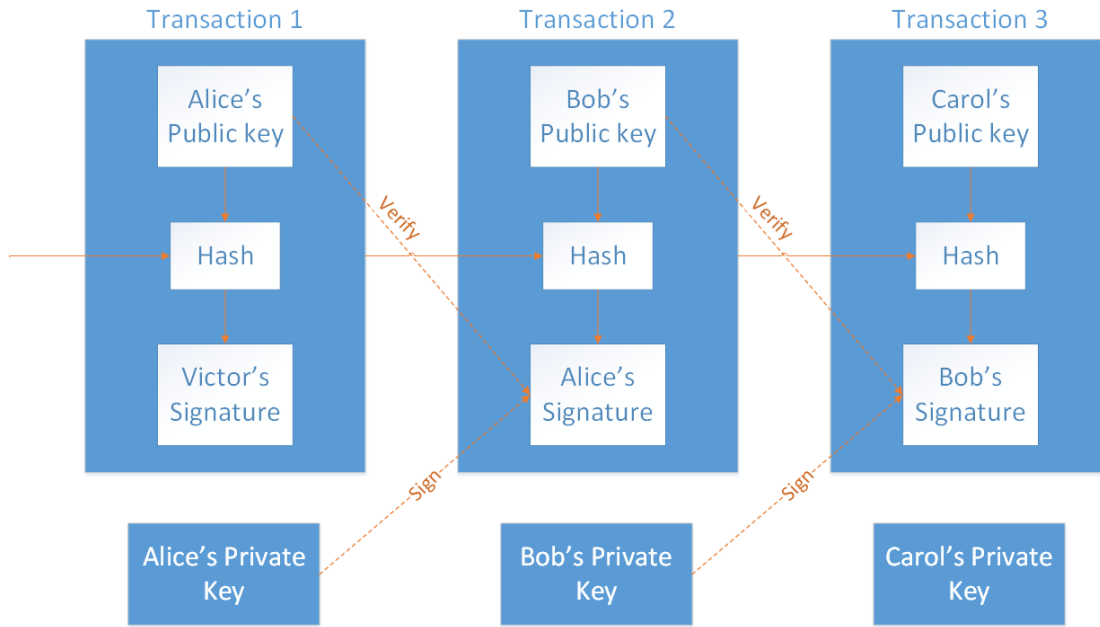 Transaction 1
Transaction 2
Transaction 3
Alice’s
Public key
Bob’s
Public key
Carol’s
Public key
Verify
Verify
Hash
Hash
Hash
Victor’s
Signature
Alice’s
Signature
Bob’s
Signature
Sign
Sign
Alice’s Private
Key
Bob’s Private
Key
Carol’s Private
Key